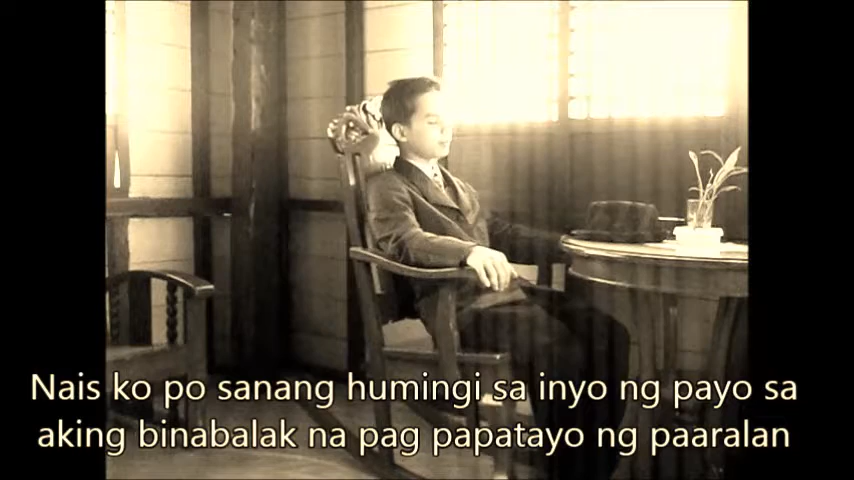 Nais ko po sanang humingi sa inyo ng payo sa
aking binabalak na pag papatayo ng paaralan